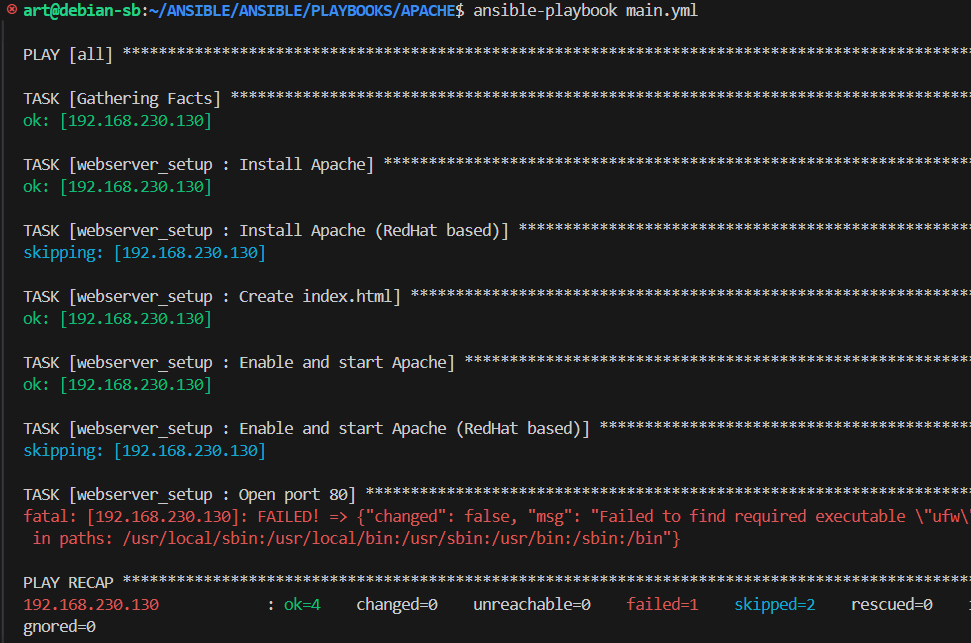 art@debian-sb:~/ANSIBLE/ANSIBLE/PLAYBOOKS/APACHE$ ansible-playbook main.yml
PLAY [all] **********************************************************************************************
TASK [Gathering Facts] **********************************************************************************
ok: [192.168.230.130]
TASK [webserver_setup : Install Apache] *****************************************************************
ok: [192.168.230.130]
TASK [webserver_setup : Install Apache (RedHat based)] **************************************************
skipping: [192.168.230.130]
TASK [webserver_setup : Create index.html] **************************************************************
ok: [192.168.230.130]
TASK [webserver_setup : Enable and start Apache] ********************************************************
ok: [192.168.230.130]
TASK [webserver_setup : Enable and start Apache (RedHat based)] *****************************************
skipping: [192.168.230.130]
TASK [webserver_setup : Open port 80] *******************************************************************
fatal: [192.168.230.130]: FAILED! => {"changed": false, "msg": "Failed to find required executable \"ufw\
in paths: /usr/local/sbin:/usr/local/bin:/usr/sbin:/usr/bin:/sbin:/bin"}
PLAY RECAP **********************************************************************************************
192.168.230.130 : ok=4 changed=0 unreachable=0 failed=1 skipped=2 rescued=0
gnored=0